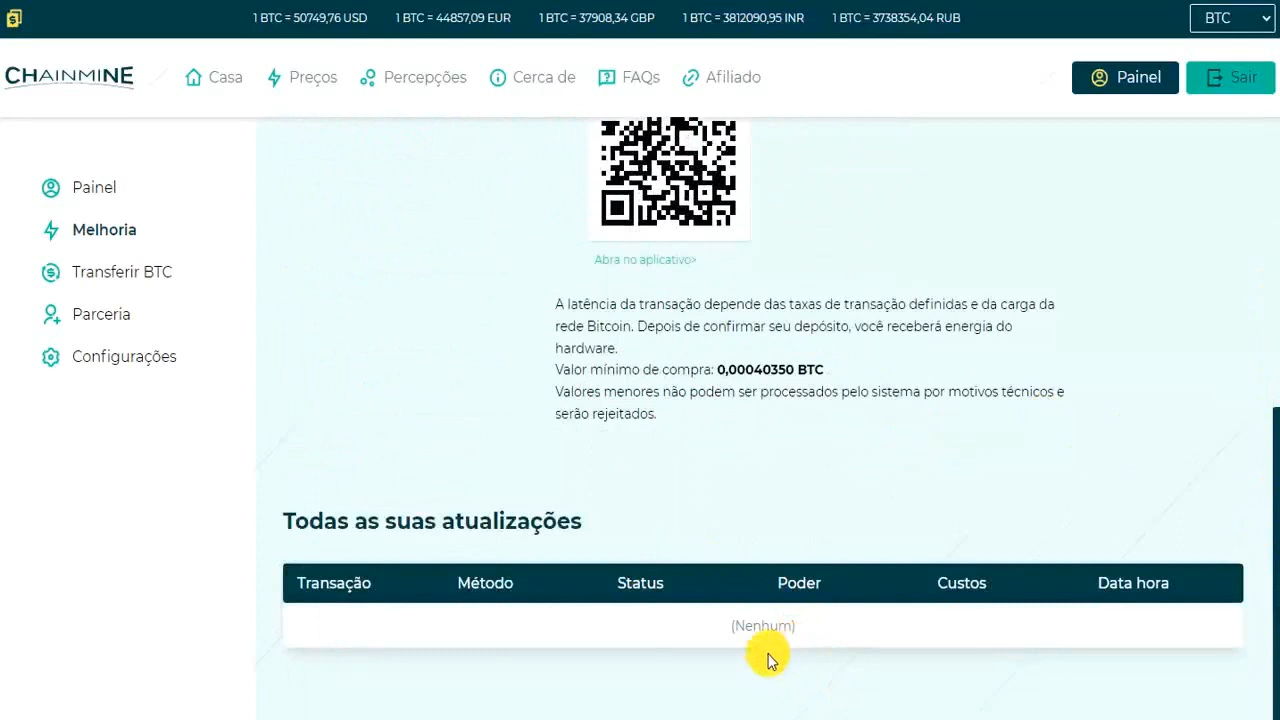 1 BTC = 50749,76 USD 1 BTC = 44857,09 EUR 1 BTC = 37908,34 GBP 1 BTC = 3812090,95 INR 1 BTC = 3738354,04 RUB BTC
CHAINMINE Casa Preços Percepções Cerca de FAQs Afiliado Painel Sair
Painel
Melhoria
Transferir BTC
Parceria
Configurações
Abra no aplicativo>
A latência da transação depende das taxas de transação definidas e da carga da
rede Bitcoin. Depois de confirmar seu depósito, você receberá energia do
hardware.
Valor mínimo de compra: 0,00040350 BTC
Valores menores não podem ser processados pelo sistema por motivos técnicos e
serão rejeitados.
Todas as suas atualizações
Transação Método Status Poder Custos Data hora
(Nenhum)